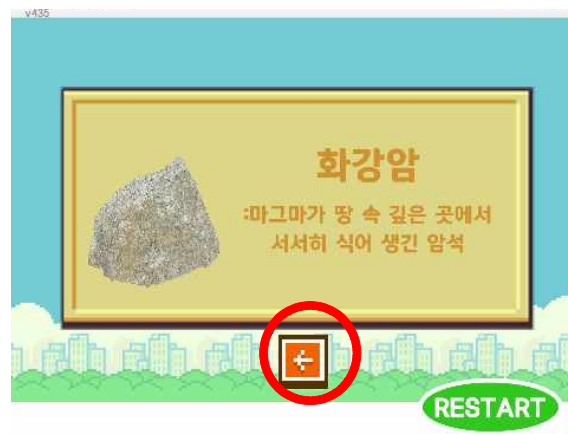 v435
화강암
:마그마가 땅 속 깊은 곳에서
서서히 식어 생긴 암석
RESTART